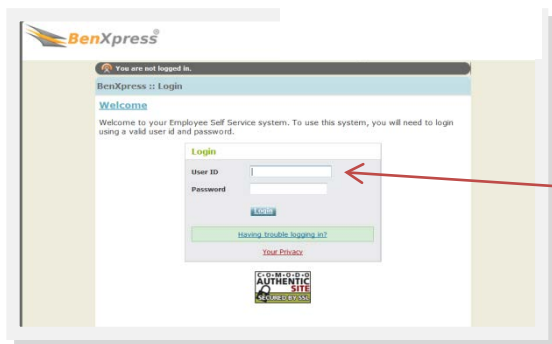 BenXpress®
You are not logged in.
BenXpress :: Login
Welcome
Welcome to your Employee Self Service system. To use this system, you will need to login
using a valid user id and password.
Login
User ID
Password
Login
Having trouble logging in?
Your Privacy
C·O·M·O·D·O
AUTHENTIC
SITE
SECURED BY SSL